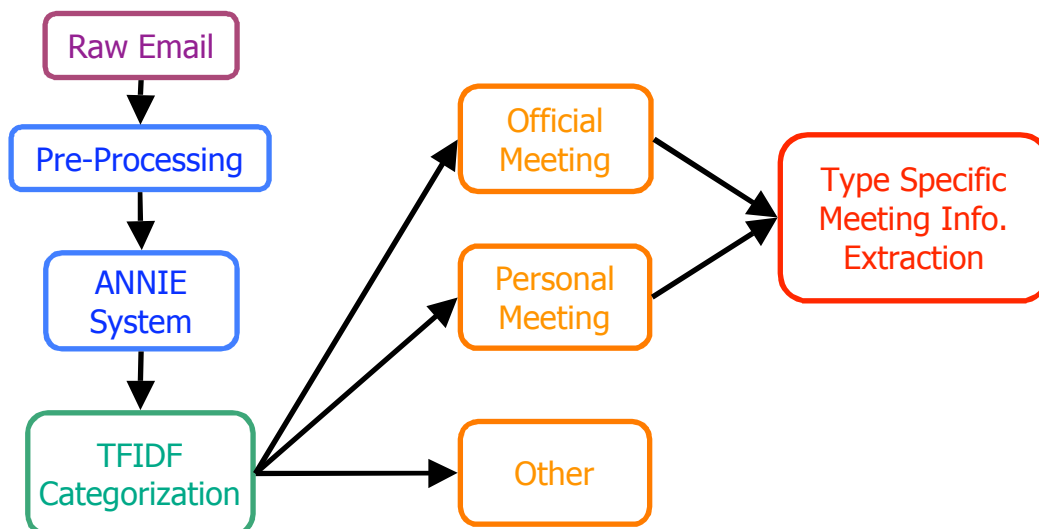 Raw Email
Pre-Processing
ANNIE
System
TFIDF
Categorization
Official
Meeting
Personal
Meeting
Other
Type Specific
Meeting Info.
Extraction